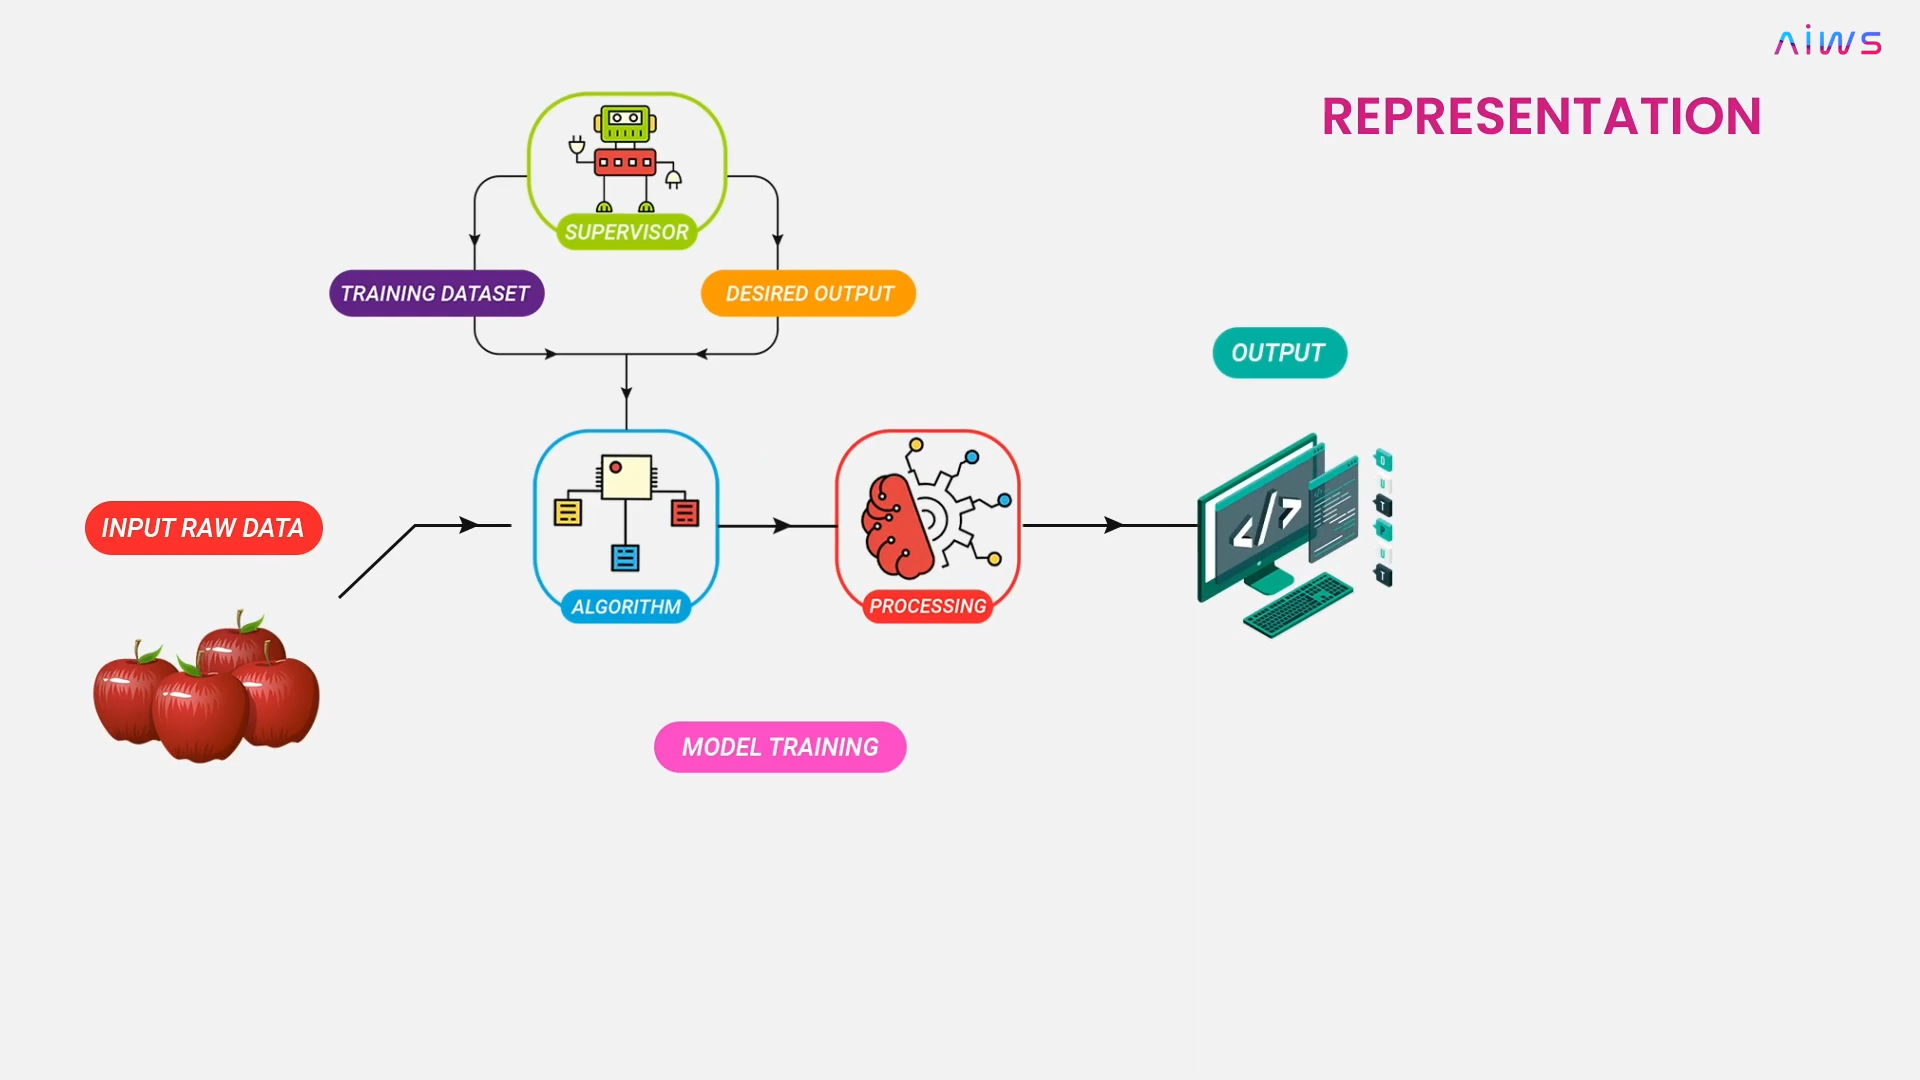 AiWS
REPRESENTATION
SUPERVISOR
TRAINING DATASET
DESIRED OUTPUT
OUTPUT
INPUT RAW DATA
ALGORITHM
PROCESSING
</>
MODEL TRAINING